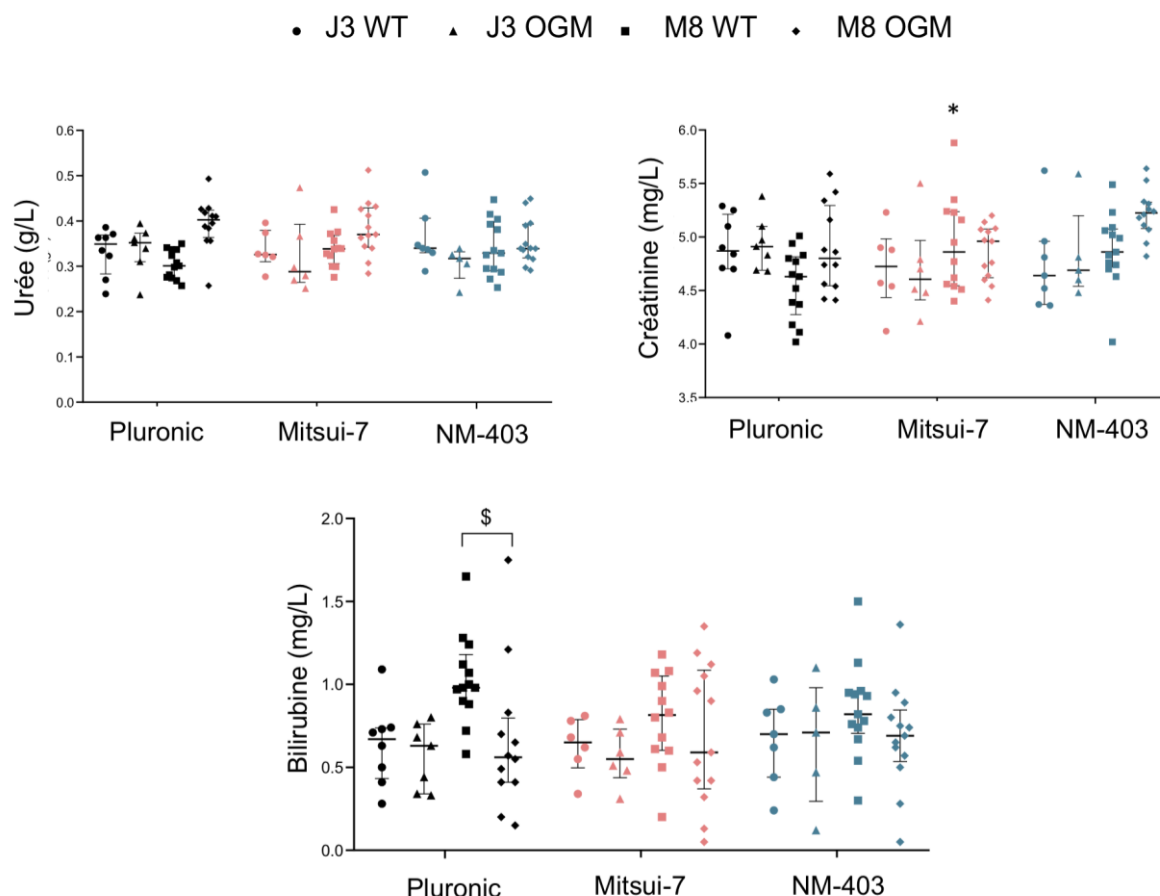 ● J3 WT ▲ J3 OGM ■ M8 WT ◆ M8 OGM
Urée (g/L)
0.6
0.5
0.4
0.3
0.2
0.1
0.0
Pluronic Mitsui-7 NM-403
Créatinine (mg/L)
6.0
5.5
5.0
4.5
4.0
3.5
*
Pluronic Mitsui-7 NM-403
Bilirubine (mg/L)
2.0
1.5
1.0
0.5
0.0
$
Pluronic Mitsui-7 NM-403